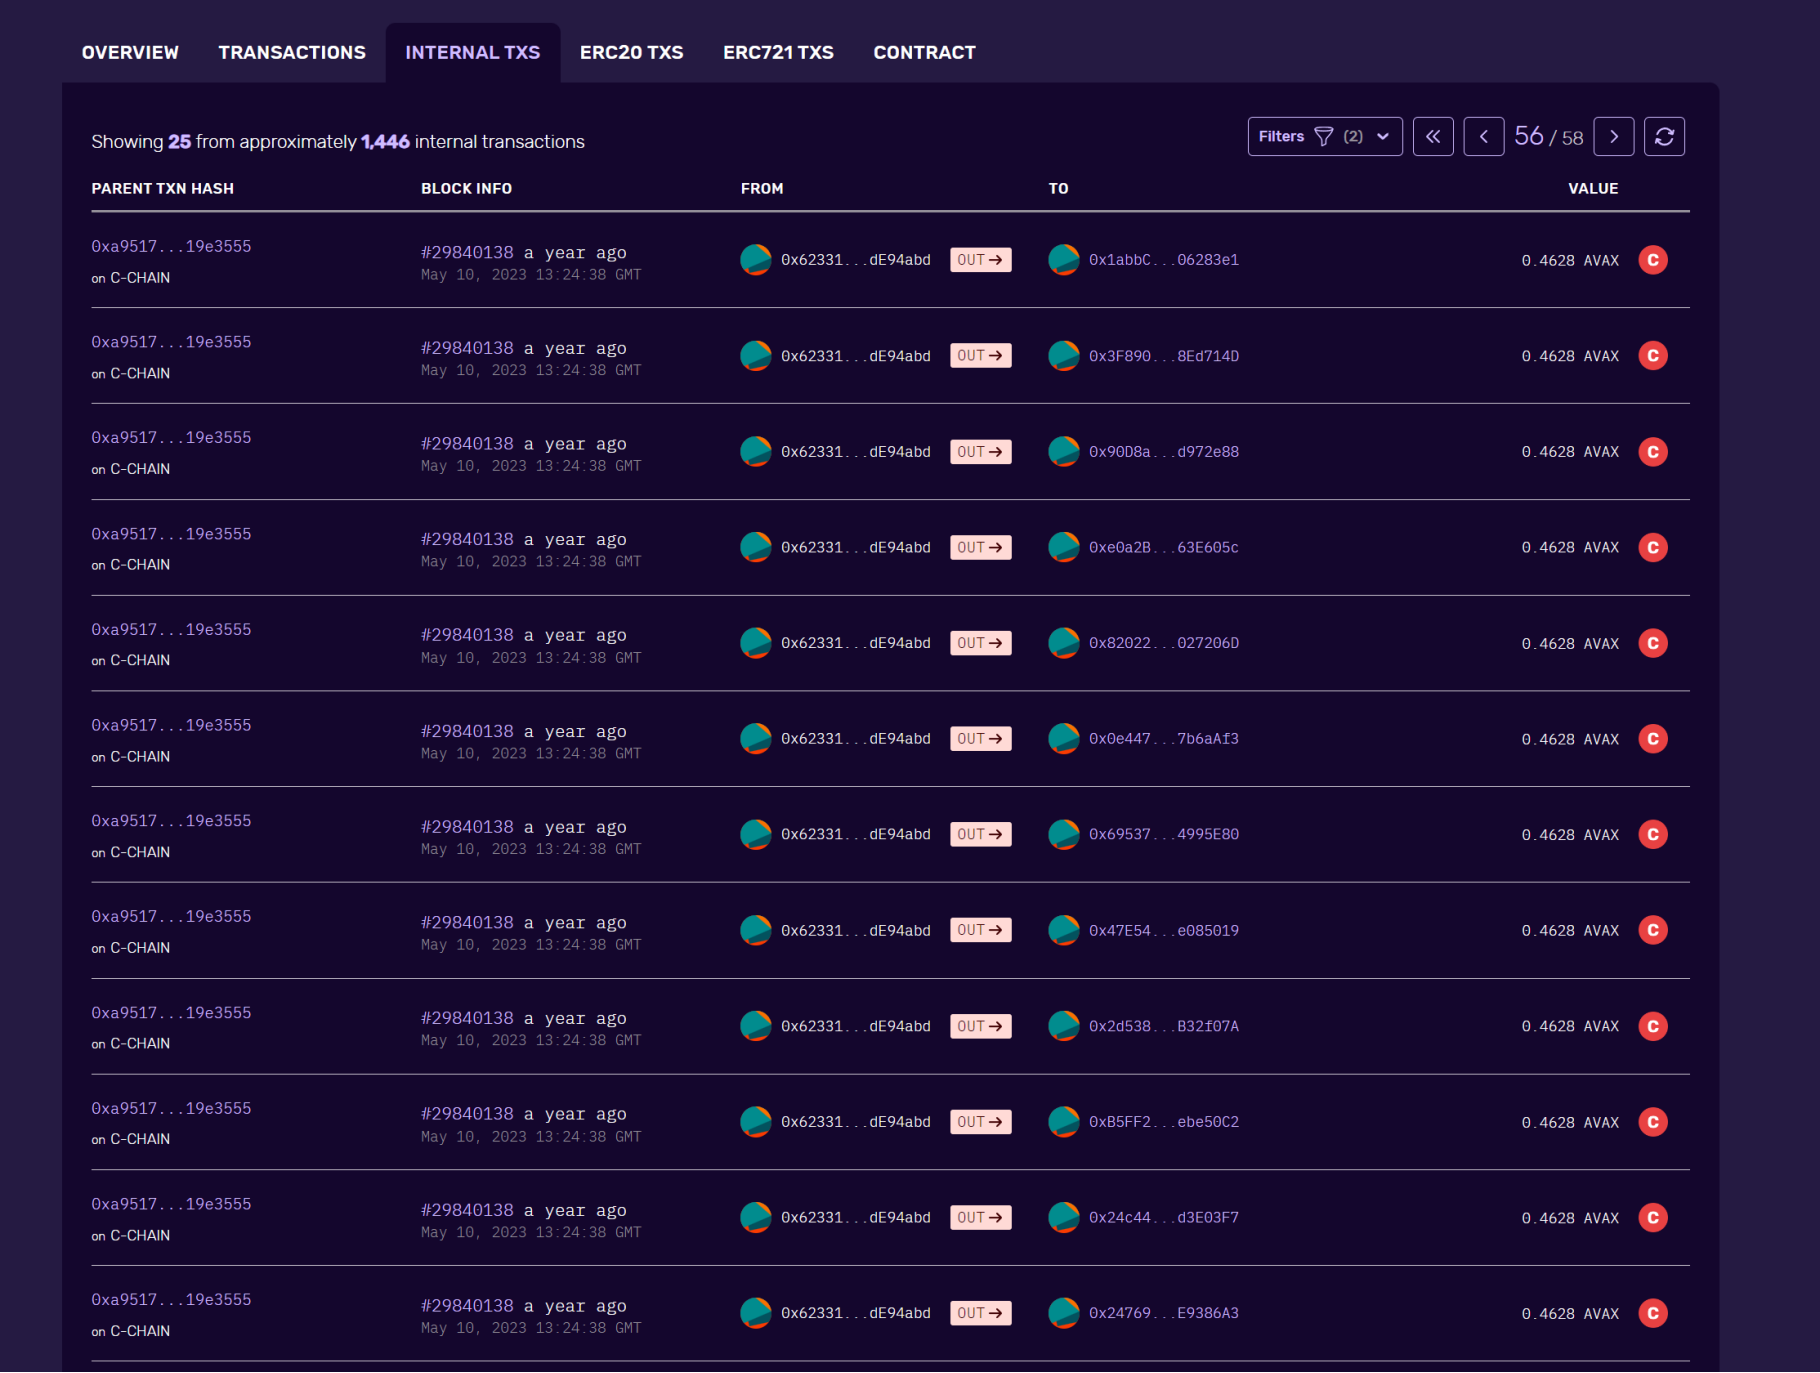 OVERVIEW TRANSACTIONS INTERNAL TXS ERC20 TXS ERC721 TXS CONTRACT
Showing 25 from approximately 1,446 internal transactions Filters (2) 56 / 58
PARENT TXN HASH BLOCK INFO FROM TO VALUE
0xa9517...19e3555 #29840138 a year ago 0x62331...dE94abd OUT→ 0x1abbC...06283e1 0.4628 AVAX C
on C-CHAIN May 10, 2023 13:24:38 GMT
0xa9517...19e3555 #29840138 a year ago 0x62331...dE94abd OUT→ 0x3F890...8Ed714D 0.4628 AVAX C
on C-CHAIN May 10, 2023 13:24:38 GMT
0xa9517...19e3555 #29840138 a year ago 0x62331...dE94abd OUT→ 0x90D8a...d972e88 0.4628 AVAX C
on C-CHAIN May 10, 2023 13:24:38 GMT
0xa9517...19e3555 #29840138 a year ago 0x62331...dE94abd OUT→ 0xe0a2B...63E605c 0.4628 AVAX C
on C-CHAIN May 10, 2023 13:24:38 GMT
0xa9517...19e3555 #29840138 a year ago 0x62331...dE94abd OUT→ 0x82022...027206D 0.4628 AVAX C
on C-CHAIN May 10, 2023 13:24:38 GMT
0xa9517...19e3555 #29840138 a year ago 0x62331...dE94abd OUT→ 0x0e447...7b6aAf3 0.4628 AVAX C
on C-CHAIN May 10, 2023 13:24:38 GMT
0xa9517...19e3555 #29840138 a year ago 0x62331...dE94abd OUT→ 0x69537...4995E80 0.4628 AVAX C
on C-CHAIN May 10, 2023 13:24:38 GMT
0xa9517...19e3555 #29840138 a year ago 0x62331...dE94abd OUT→ 0x47E54...e085019 0.4628 AVAX C
on C-CHAIN May 10, 2023 13:24:38 GMT
0xa9517...19e3555 #29840138 a year ago 0x62331...dE94abd OUT→ 0x2d538...B32f07A 0.4628 AVAX C
on C-CHAIN May 10, 2023 13:24:38 GMT
0xa9517...19e3555 #29840138 a year ago 0x62331...dE94abd OUT→ 0xB5FF2...ebe50C2 0.4628 AVAX C
on C-CHAIN May 10, 2023 13:24:38 GMT
0xa9517...19e3555 #29840138 a year ago 0x62331...dE94abd OUT→ 0x24c44...d3E03F7 0.4628 AVAX C
on C-CHAIN May 10, 2023 13:24:38 GMT
0xa9517...19e3555 #29840138 a year ago 0x62331...dE94abd OUT→ 0x24769...E9386A3 0.4628 AVAX C
on C-CHAIN May 10, 2023 13:24:38 GMT